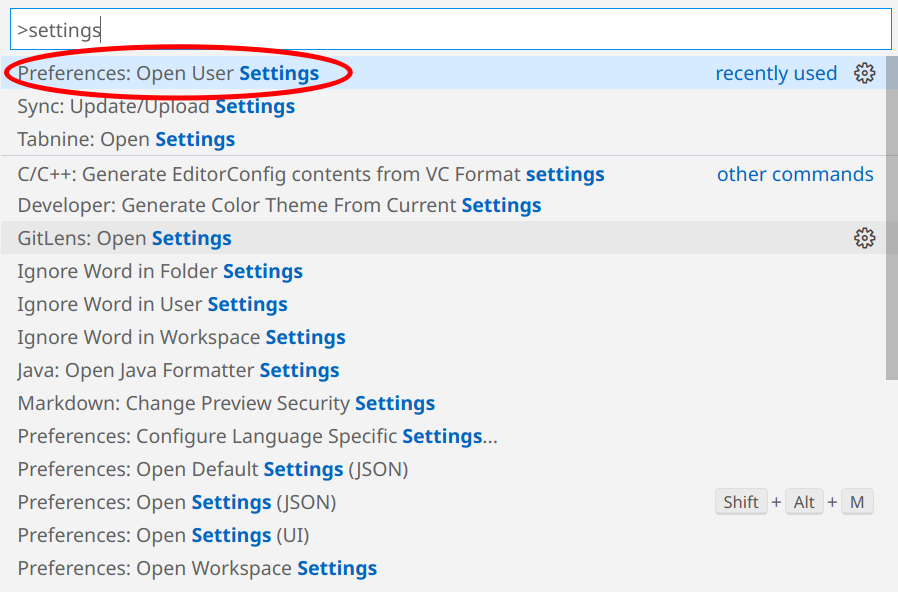 >settings
Preferences: Open User Settings recently used
Sync: Update/Upload Settings
Tabnine: Open Settings
C/C++: Generate EditorConfig contents from VC Format settings other commands
Developer: Generate Color Theme From Current Settings
GitLens: Open Settings
Ignore Word in Folder Settings
Ignore Word in User Settings
Ignore Word in Workspace Settings
Java: Open Java Formatter Settings
Markdown: Change Preview Security Settings
Preferences: Configure Language Specific Settings...
Preferences: Open Default Settings (JSON)
Preferences: Open Settings (JSON) Shift + Alt + M
Preferences: Open Settings (UI)
Preferences: Open Workspace Settings